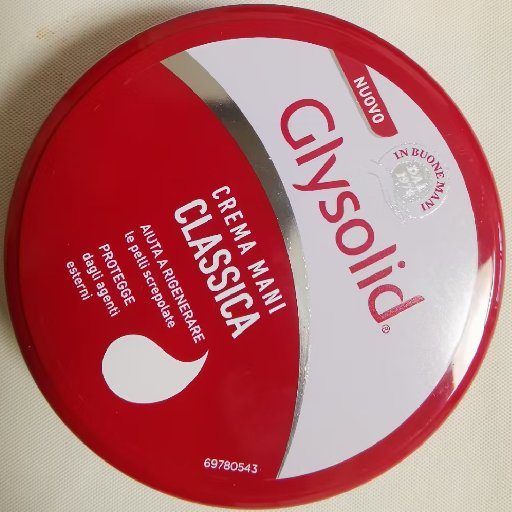 NUOVO
IN BUONE MANI
Glysolid®
CREMA MANI
CLASSICA
AIUTA A RIGENERARE
le pelli screpolate
PROTEGGE
dagli agenti
esterni
69780543